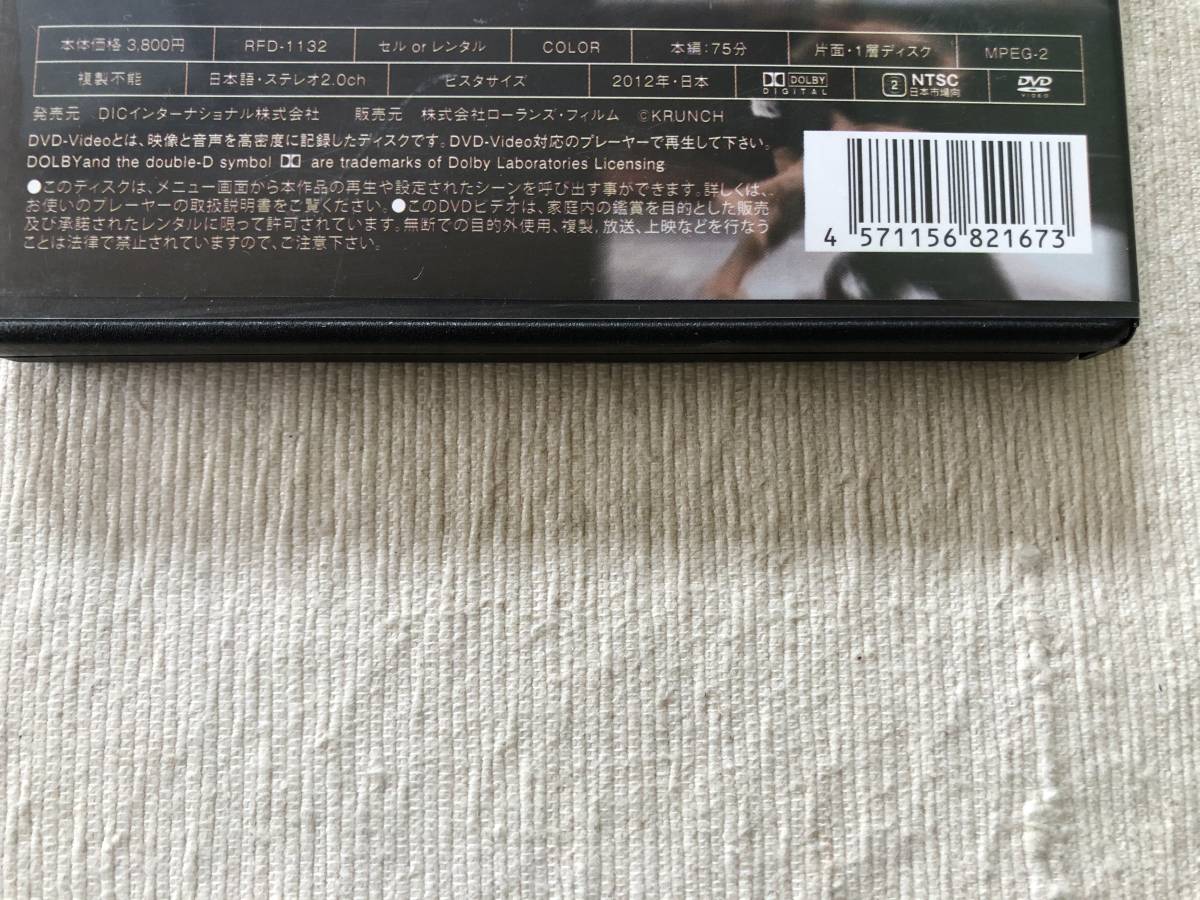 本体価格 3,800円 RFD-1132 セル or レンタル COLOR 本編:75分 片面・1層ディスク MPEG-2
複製不能 日本語・ステレオ2.0ch ビスタサイズ 2012年・日本 DOLBY DIGITAL 2 NTSC 日本市場向 DVD VIDEO
発売元 DICインターナショナル株式会社 販売元 株式会社ローランズ・フィルム ©KRUNCH
DVD-Videoとは、映像と音声を高密度に記録したディスクです。DVD-Video対応のプレーヤーで再生して下さい。
DOLBYand the double-D symbol are trademarks of Dolby Laboratories Licensing
●このディスクは、メニュー画面から本作品の再生や設定されたシーンを呼び出す事ができます。詳しくは、
お使いのプレーヤーの取扱説明書をご覧ください。●このDVDビデオは、家庭内の鑑賞を目的とした販売
及び承諾されたレンタルに限って許可されています。無断での目的外使用、複製,放送、上映などを行なう
ことは法律で禁止されていますので、ご注意下さい。
4 571156 821673